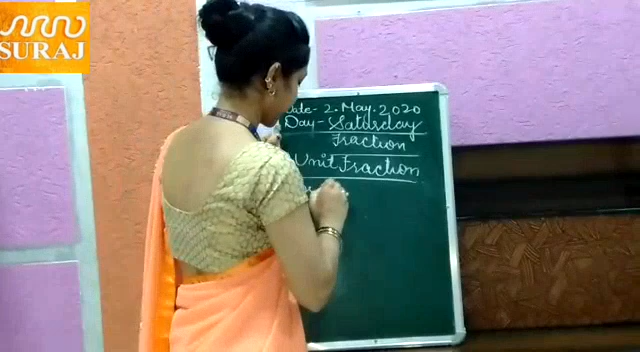 SURAJ
Date- 2. May. 2020
Day- Saturday
Fraction
Unit Fraction